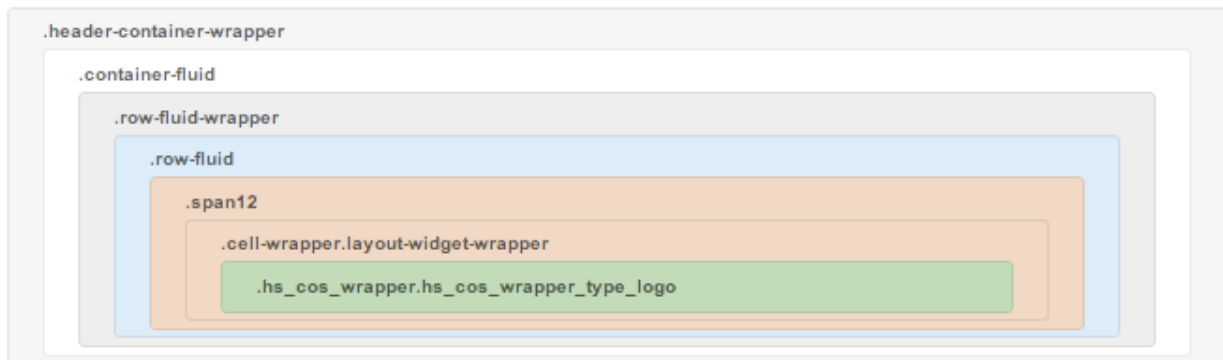 .header-container-wrapper
.container-fluid
.row-fluid-wrapper
.row-fluid
.span12
.cell-wrapper.layout-widget-wrapper
.hs_cos_wrapper.hs_cos_wrapper_type_logo